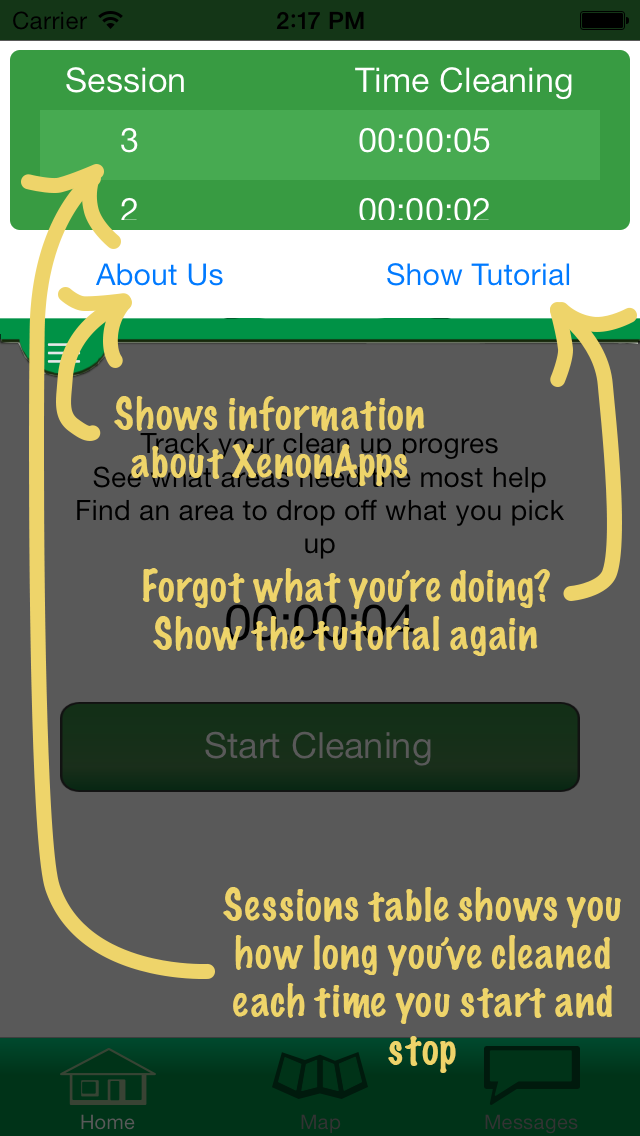 Carrier 2:17 PM
Session Time Cleaning
3 00:00:05
2 00:00:02
About Us Show Tutorial
Shows information
about XenonApps
Track your clean up progres
See what areas need the most help
Find an area to drop off what you pick
up
Forgot what you're doing?
Show the tutorial again
00:00:04
Start Cleaning
Sessions table shows you
how long you've cleaned
each time you start and
stop
Home Map Messages